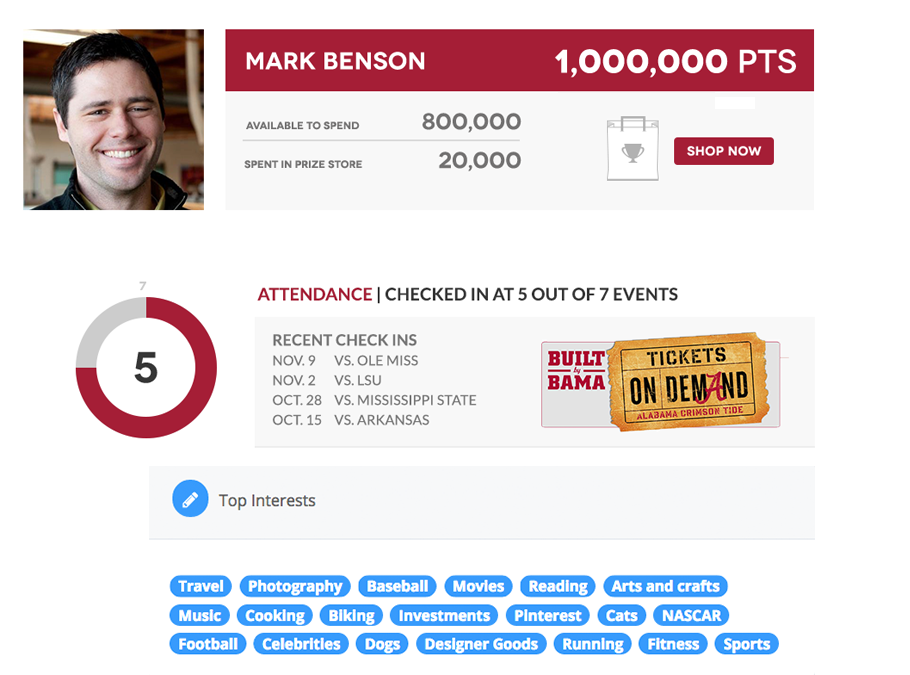 MARK BENSON 1,000,000 PTS
AVAILABLE TO SPEND 800,000
SPENT IN PRIZE STORE 20,000
SHOP NOW
7
5
ATTENDANCE | CHECKED IN AT 5 OUT OF 7 EVENTS
RECENT CHECK INS
NOV. 9 VS. OLE MISS
NOV. 2 VS. LSU
OCT. 28 VS. MISSISSIPPI STATE
OCT. 15 VS. ARKANSAS
BUILT
by
BAMA
TICKETS
ON DEMAND
ALABAMA CRIMSON TIDE
Top Interests
Travel Photography Baseball Movies Reading Arts and crafts
Music Cooking Biking Investments Pinterest Cats NASCAR
Football Celebrities Dogs Designer Goods Running Fitness Sports